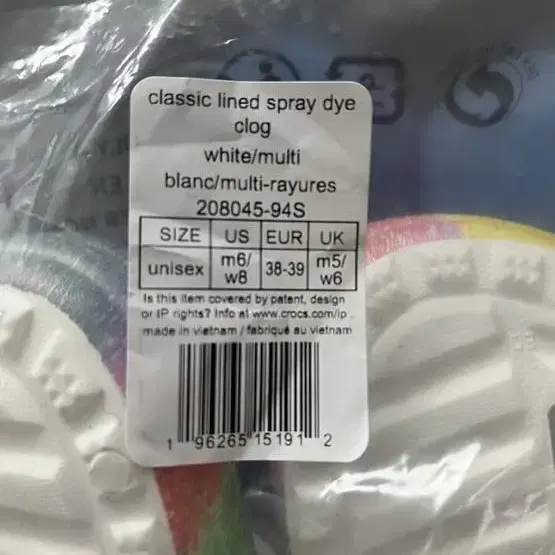 classic lined spray dye
clog
white/multi
blanc/multi-rayures
208045-94S
SIZE US EUR UK
unisex m6/ w8 38-39 m5/ w6
Is this item covered by patent, design
or IP rights? Info at www.crocs.com/ip
made in vietnam / fabriqué au vietnam
1 96265 15191 2